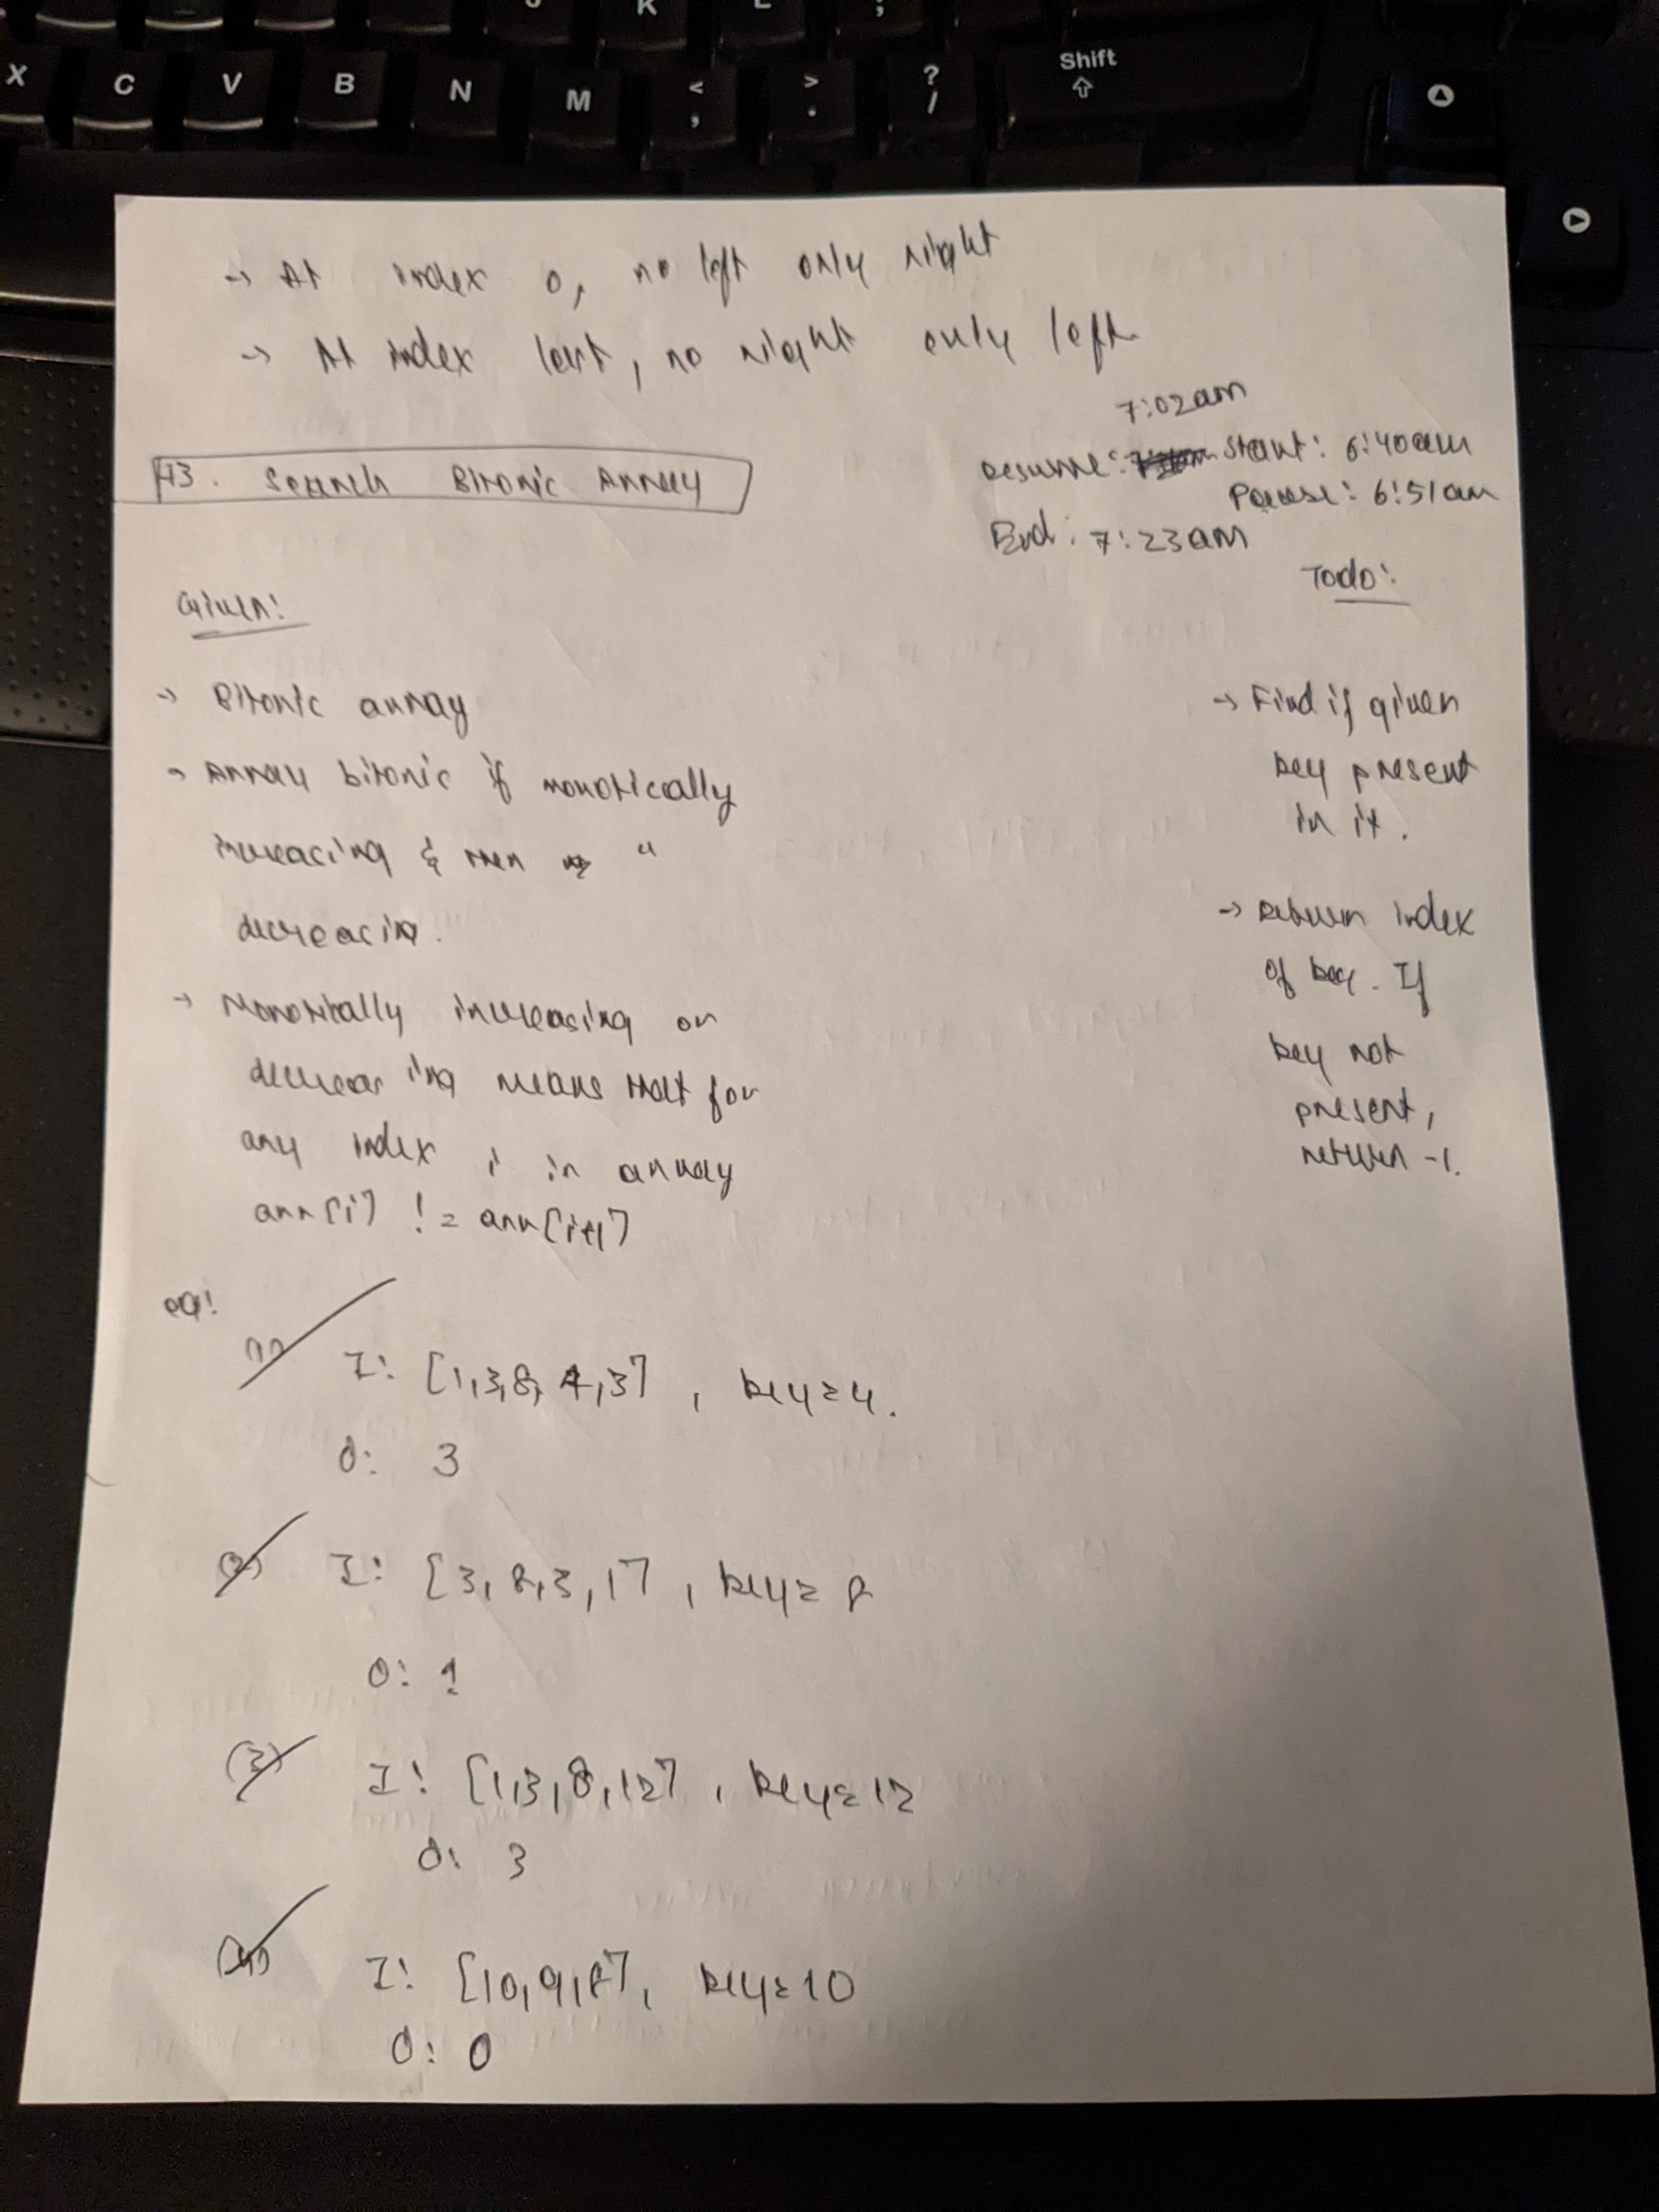 J K L ;
X C V B N M < , > . ? / Shift
-> At index 0, no left only right
-> At index last, no right only left
7:02am
Resume: Start: 6:40am
Pause: 6:51am
End: 7:23am
93. Search Bitonic Array
Todo:
Given:
-> Bitonic array
-> Array bitonic if monotically
increacing & then "
decreacing.
-> Monotically increasing or
decreasing means that for
any index i in array
arr[i] != arr[i+1]
-> Find if given
key present
in it.
-> Return index
of key. If
key not
present,
return -1.
eg:
(1) I: [1,3,8,4,3], key=4.
O: 3
(2) I: [3,8,3,1], key= 8
O: 1
(3) I: [1,3,8,12], key=12
O: 3
(4) I: [10,9,8], key=10
O: 0